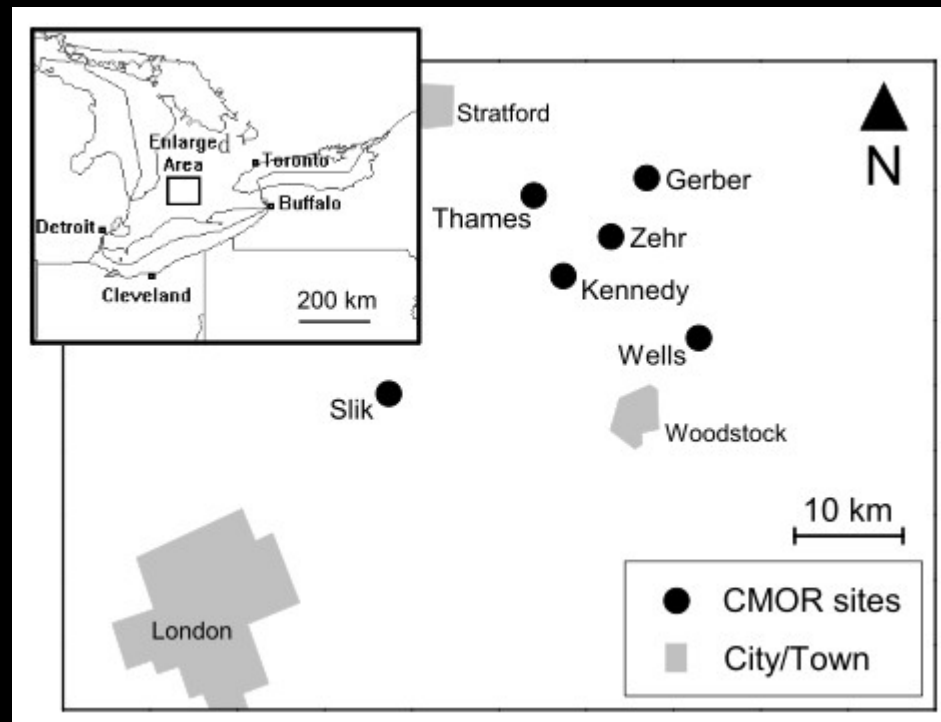 Enlarged
Area
Toronto
Buffalo
Detroit
Cleveland
200 km
Stratford
N
Gerber
Thames
Zehr
Kennedy
Wells
Slik
Woodstock
10 km
London
CMOR sites
City/Town